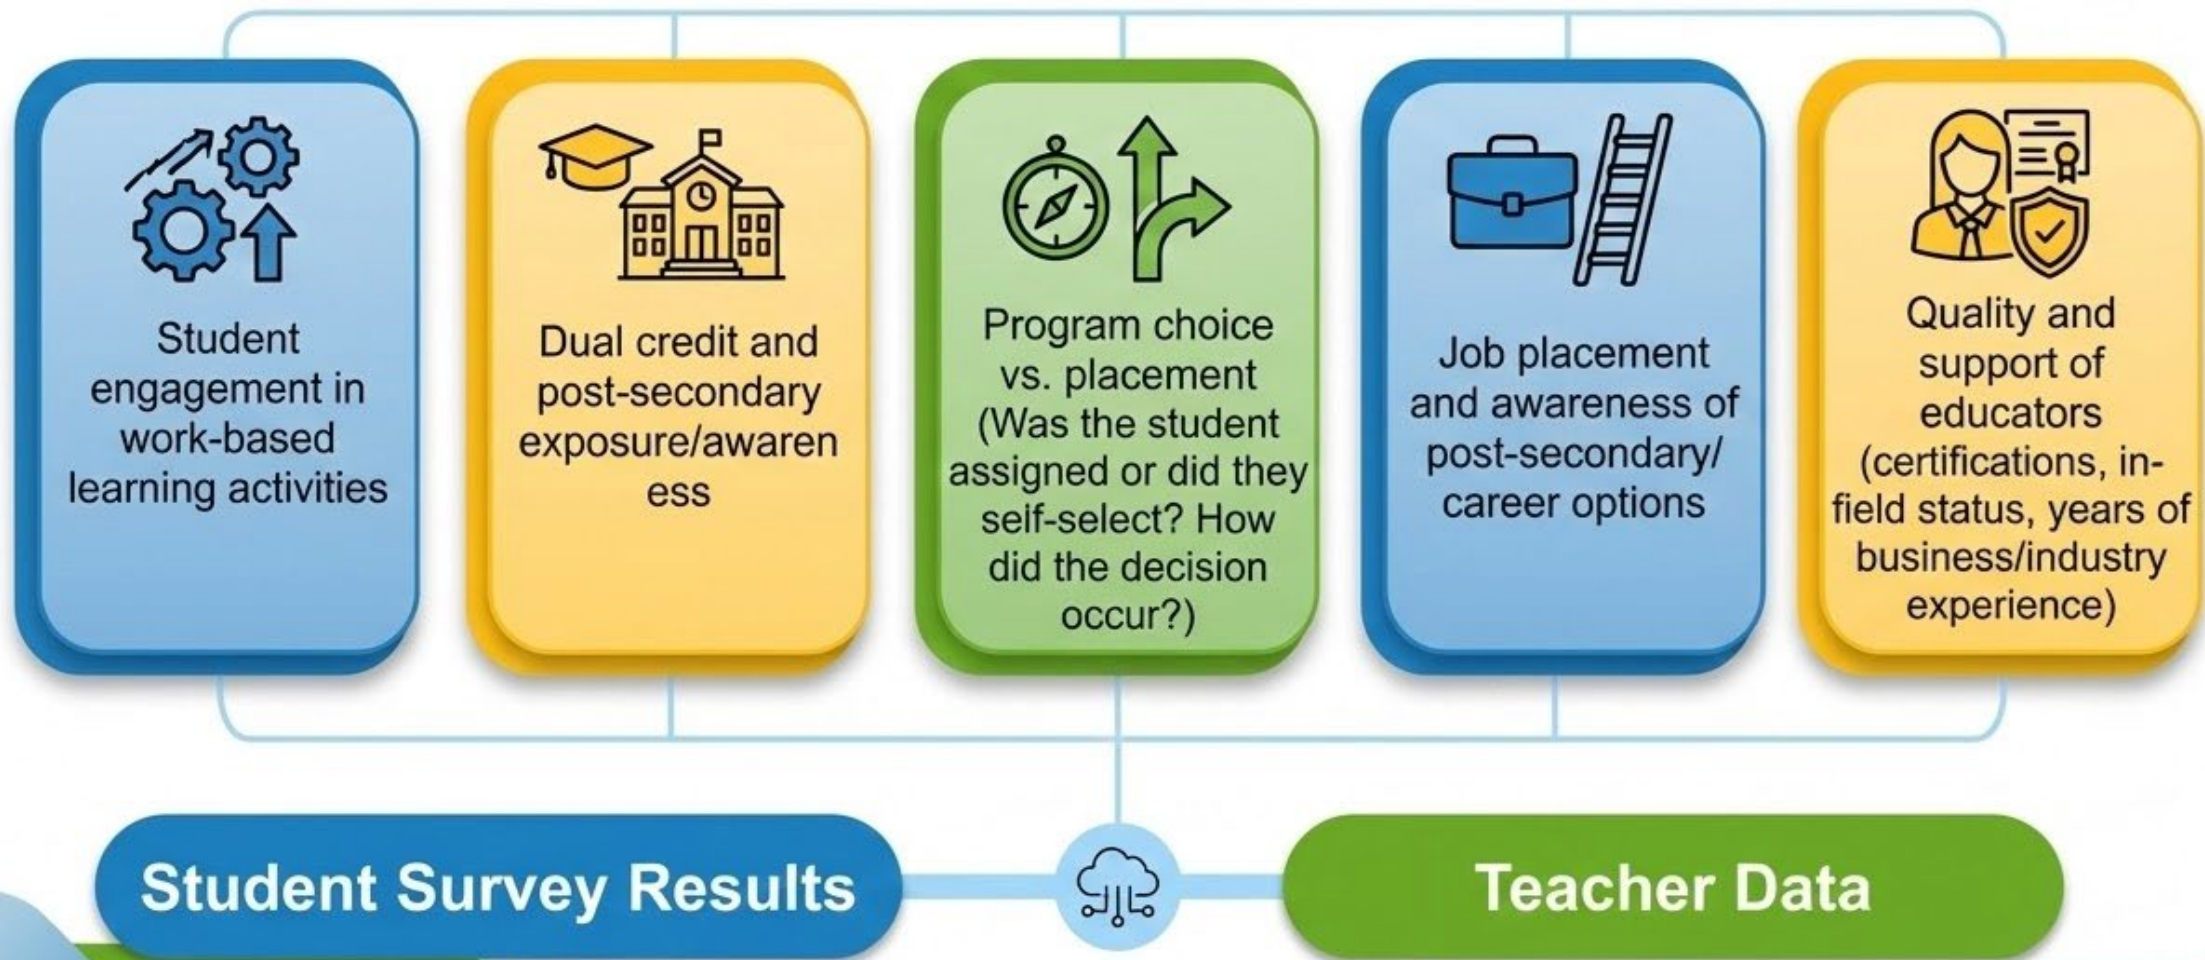 Student
engagement in
work-based
learning activities
Dual credit and
post-secondary
exposure/awaren
ess
Program choice
vs. placement
(Was the student
assigned or did they
self-select? How
did the decision
occur?)
Job placement
and awareness of
post-secondary/
career options
Quality and
support of
educators
(certifications, in-
field status, years of
business/industry
experience)
Student Survey Results
Teacher Data